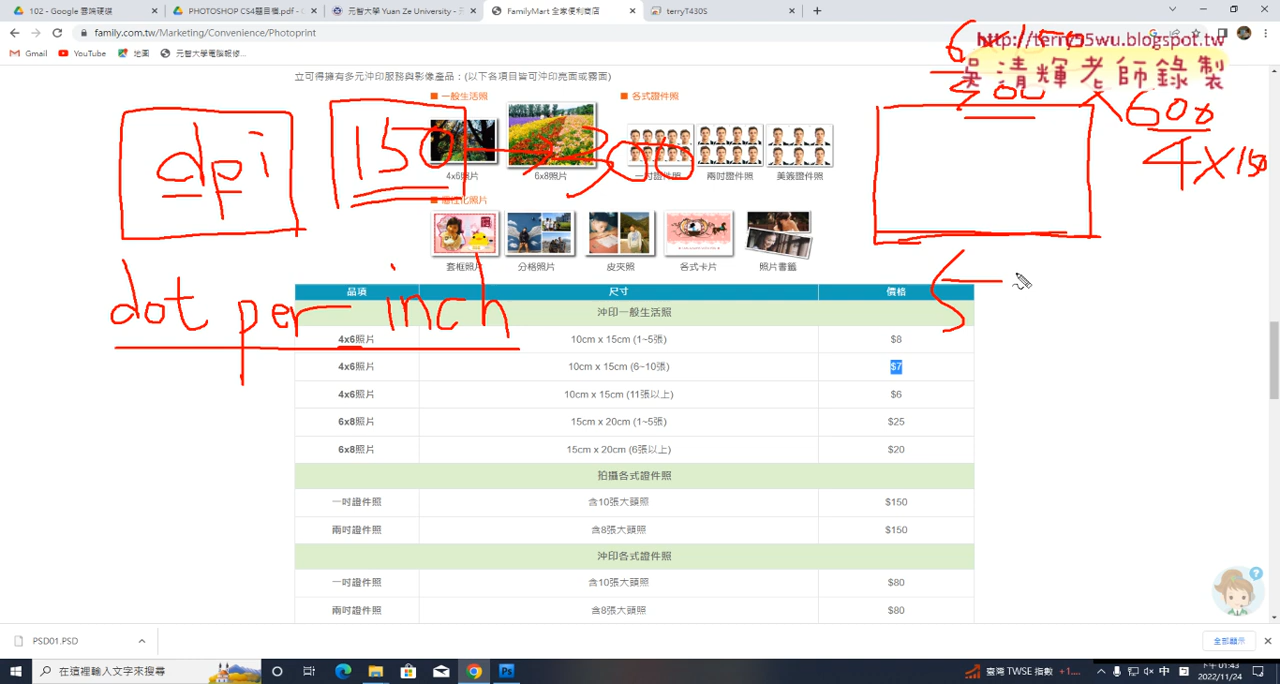 102 - Google 雲端硬碟
PHOTOSHOP CS4題目檔.pdf - G
元智大學 Yuan Ze University -
FamilyMart 全家便利商店
terryT430S
family.com.tw/Marketing/Convenience/Photoprint
Gmail
YouTube
地圖
元智大學電腦報修...
http://terry55wu.blogspot.tw
吳清輝老師錄製
6 x 150
600
4 x 150
立可得擁有多元沖印服務與影像產品：(以下各項目皆可沖印亮面或霧面)
一般生活照
各式證件照
dpi
150
300
4x6照片
6x8照片
一吋證件照
兩吋證件照
美簽證件照
套框照片
分格照片
皮夾照
各式卡片
照片書籤
dot per inch
5
品項 尺寸 價格
沖印一般生活照
4x6照片 10cm x 15cm (1~5張) $8
4x6照片 10cm x 15cm (6~10張) $7
4x6照片 10cm x 15cm (11張以上) $6
6x8照片 15cm x 20cm (1~5張) $25
6x8照片 15cm x 20cm (6張以上) $20
拍攝各式證件照
一吋證件照 含10張大頭照 $150
兩吋證件照 含8張大頭照 $150
沖印各式證件照
一吋證件照 含10張大頭照 $80
兩吋證件照 含8張大頭照 $80
PSD01.PSD
全部顯示
在這裡輸入文字來搜尋
臺灣 TWSE 指數 +1....
中
下午 01:43
2022/11/24